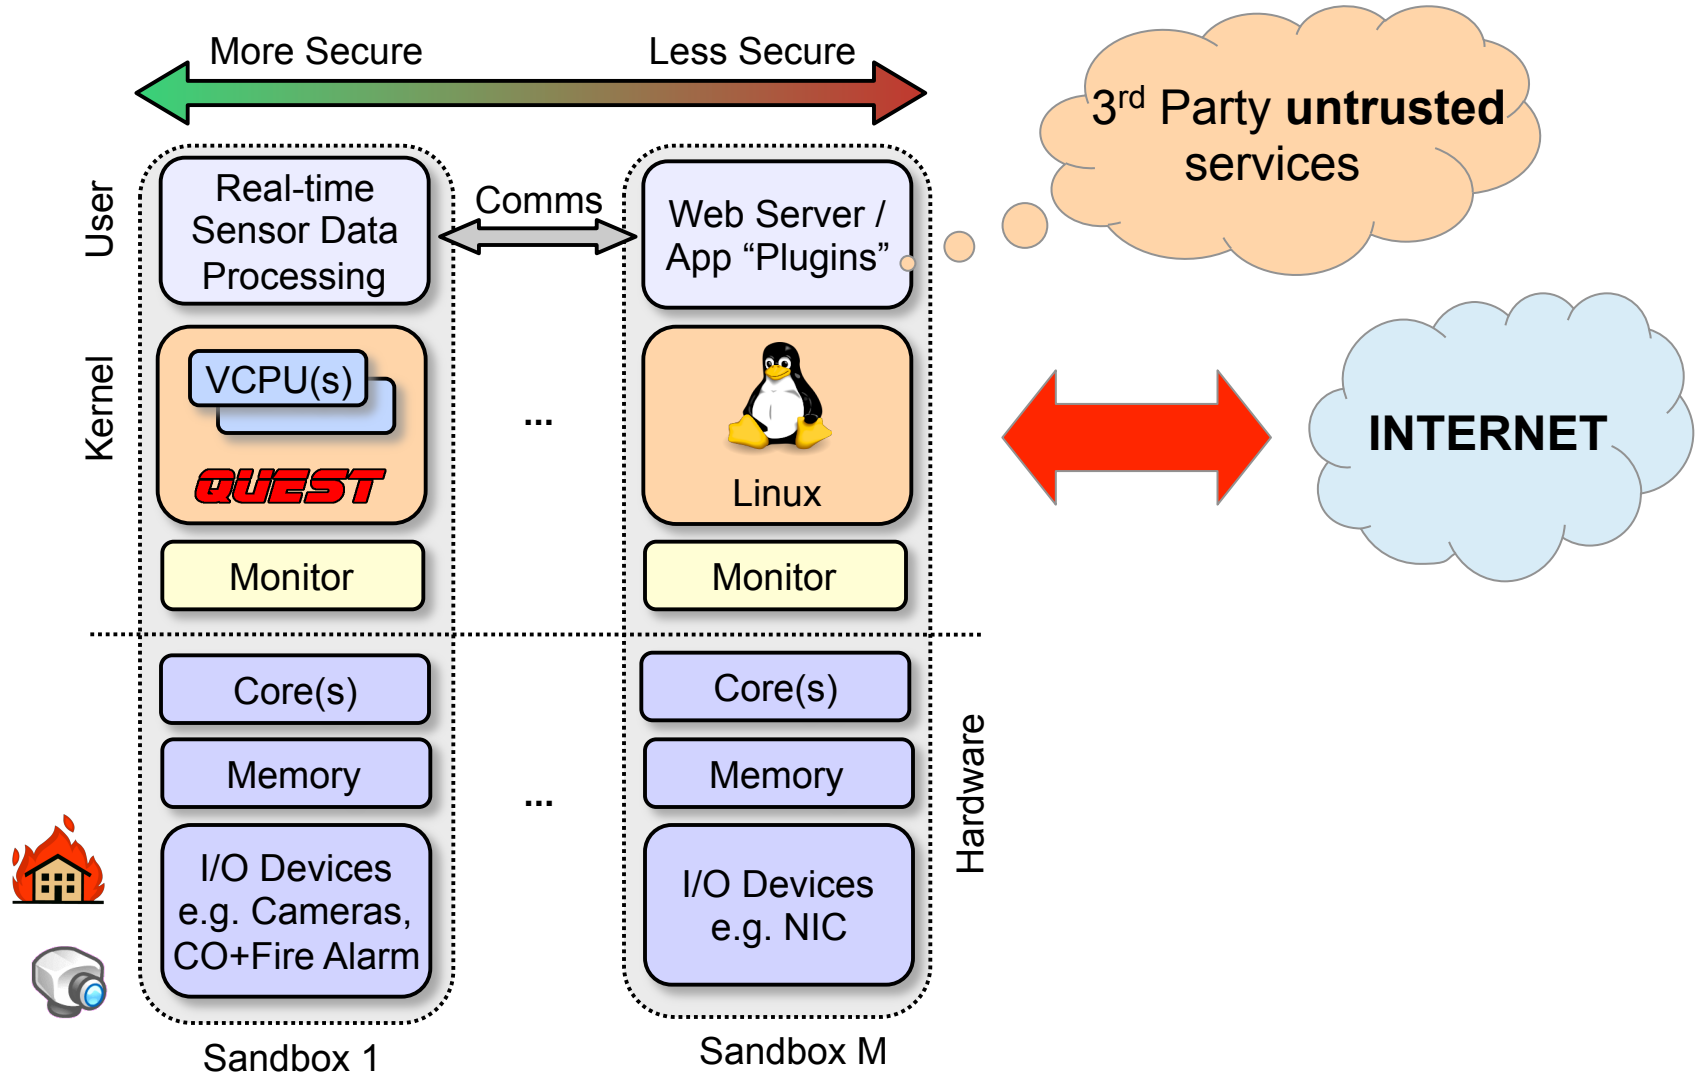 More Secure
Less Secure
3rd Party untrusted
services
User
Real-time
Sensor Data
Processing
Comms
Web Server /
App “Plugins”
Kernel
VCPU(s)
QUEST
...
Linux
INTERNET
Monitor
Monitor
Core(s)
Core(s)
Memory
Memory
...
Hardware
I/O Devices
e.g. Cameras,
CO+Fire Alarm
I/O Devices
e.g. NIC
Sandbox 1
Sandbox M